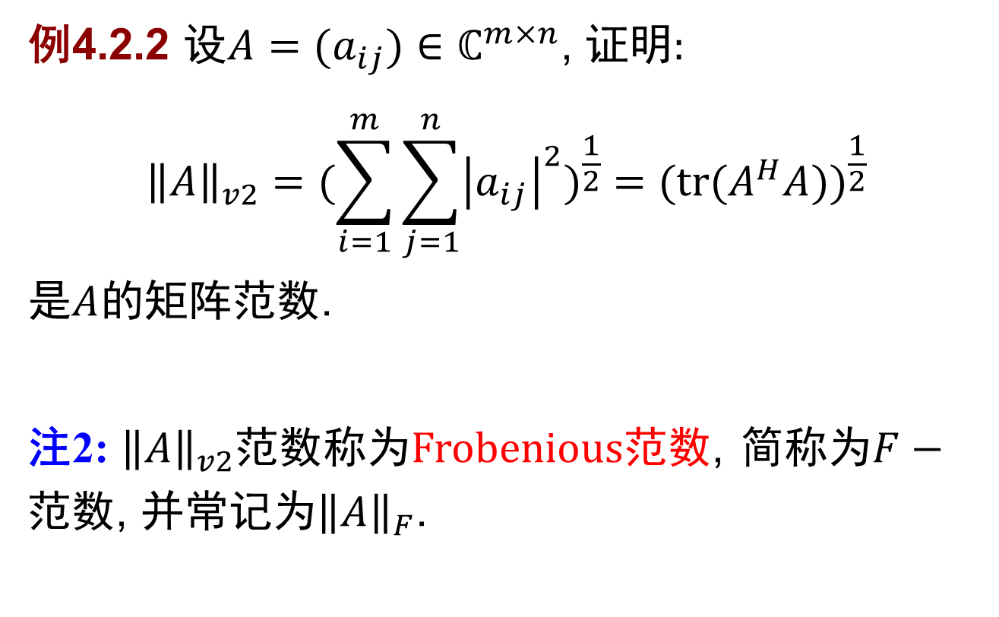 例4.2.2 设$A = (a_{ij}) \in \mathbb{C}^{m \times n}$, 证明:
$\|A\|_{v2} = (\sum_{i=1}^{m} \sum_{j=1}^{n} |a_{ij}|^2)^{\frac{1}{2}} = (\mathrm{tr}(A^H A))^{\frac{1}{2}}$
是$A$的矩阵范数.
注2: $\|A\|_{v2}$范数称为Frobenious范数, 简称为$F-$
范数, 并常记为$\|A\|_F$.